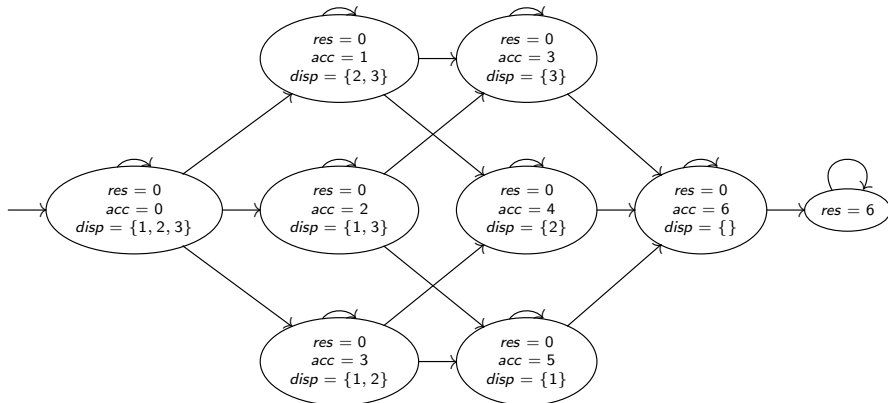 res = 0
acc = 1
disp = {2, 3}
res = 0
acc = 3
disp = {3}
res = 0
acc = 0
disp = {1, 2, 3}
res = 0
acc = 2
disp = {1, 3}
res = 0
acc = 4
disp = {2}
res = 0
acc = 6
disp = {}
res = 6
res = 0
acc = 3
disp = {1, 2}
res = 0
acc = 5
disp = {1}